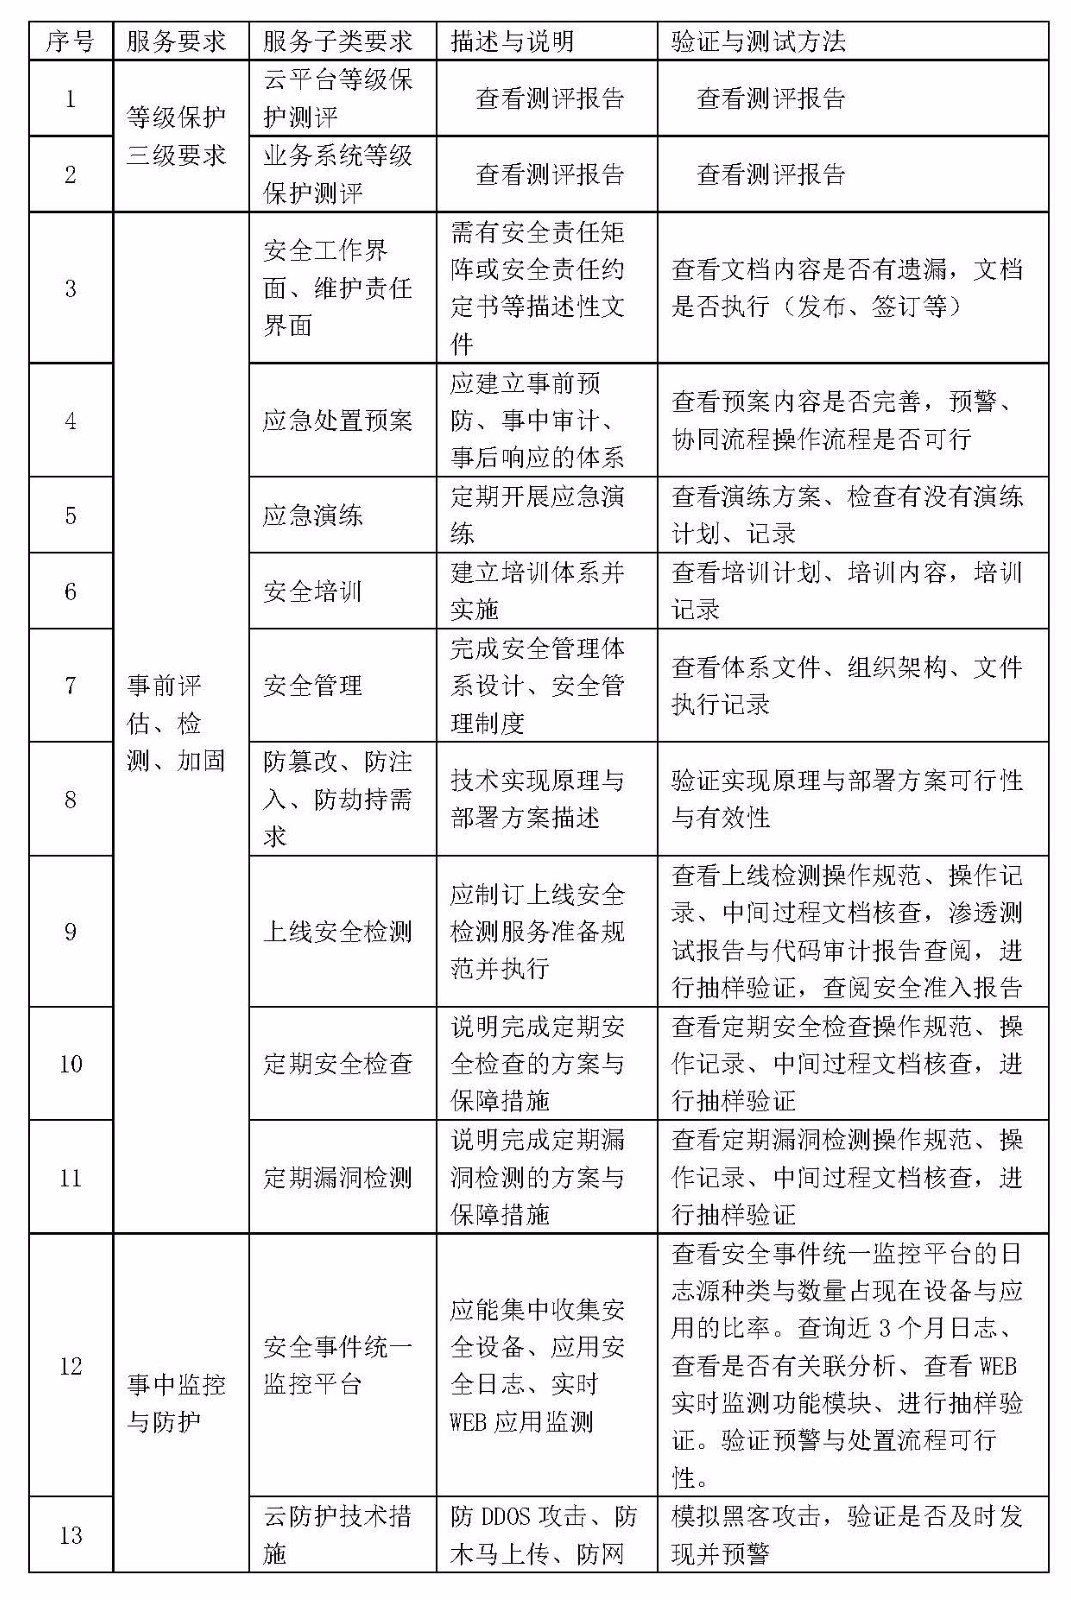 序号 服务要求 服务子类要求 描述与说明 验证与测试方法
1
等级保护
三级要求
云平台等级保
护测评
查看测评报告
查看测评报告
2
业务系统等级
保护测评
查看测评报告
查看测评报告
3
事前评
估、检
测、加固
安全工作界
面、维护责任
界面
需有安全责任矩
阵或安全责任约
定书等描述性文
件
查看文档内容是否有遗漏，文档
是否执行（发布、签订等）
4
应急处置预案
应建立事前预
防、事中审计、
事后响应的体系
查看预案内容是否完善，预警、
协同流程操作流程是否可行
5
应急演练
定期开展应急演
练
查看演练方案、检查有没有演练
计划、记录
6
安全培训
建立培训体系并
实施
查看培训计划、培训内容，培训
记录
7
安全管理
完成安全管理体
系设计、安全管
理制度
查看体系文件、组织架构、文件
执行记录
8
防篡改、防注
入、防劫持需
求
技术实现原理与
部署方案描述
验证实现原理与部署方案可行性
与有效性
9
上线安全检测
应制订上线安全
检测服务准备规
范并执行
查看上线检测操作规范、操作记
录、中间过程文档核查，渗透测
试报告与代码审计报告查阅，进
行抽样验证，查阅安全准入报告
10
定期安全检查
说明完成定期安
全检查的方案与
保障措施
查看定期安全检查操作规范、操
作记录、中间过程文档核查，进
行抽样验证
11
定期漏洞检测
说明完成定期漏
洞检测的方案与
保障措施
查看定期漏洞检测操作规范、操
作记录、中间过程文档核查，进
行抽样验证
12
事中监控
与防护
安全事件统一
监控平台
应能集中收集安
全设备、应用安
全日志、实时
WEB 应用监测
查看安全事件统一监控平台的日
志源种类与数量占现在设备与应
用的比率。查询近 3 个月日志、
查看是否有关联分析、查看 WEB
实时监测功能模块、进行抽样验
证。验证预警与处置流程可行
性。
13
云防护技术措
施
防 DDOS 攻击、防
木马上传、防网
模拟黑客攻击，验证是否及时发
现并预警